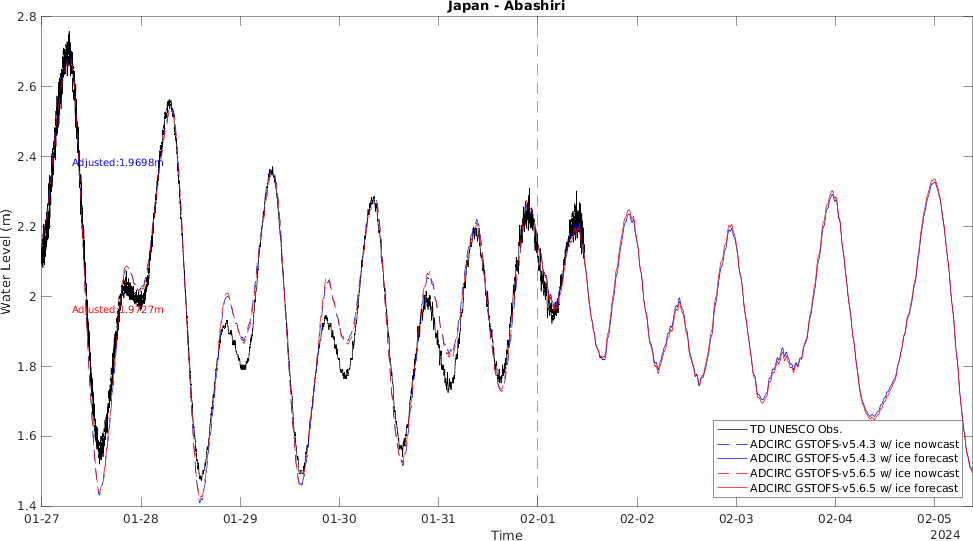 Japan - Abashiri
Water Level (m)
2.8
2.6
2.4
2.2
2
1.8
1.6
1.4
Adjusted:1.9698m
Adjusted:1.9727m
TD UNESCO Obs.
ADCIRC GSTOFS-v5.4.3 w/ ice nowcast
ADCIRC GSTOFS-v5.4.3 w/ ice forecast
ADCIRC GSTOFS-v5.6.5 w/ ice nowcast
ADCIRC GSTOFS-v5.6.5 w/ ice forecast
01-27 01-28 01-29 01-30 01-31 02-01 02-02 02-03 02-04 02-05
2024
Time